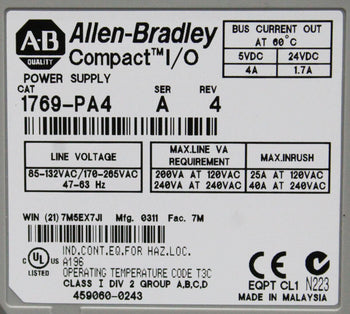 A-B
QUALITY
Allen-Bradley
Compact™ I/O
POWER SUPPLY
BUS CURRENT OUT
AT 60°C
5VDC 24VDC
4A 1.7A
CAT SER REV
1769-PA4 A 4
LINE VOLTAGE
85-132VAC/170-265VAC
47-63 Hz
MAX.LINE VA
REQUIREMENT
200VA AT 120VAC
240VA AT 240VAC
MAX.INRUSH
25A AT 132VAC
40A AT 240VAC
WIN (21) 7M5EX7JI Mfg. 0311 Fac. 7M
C UL US
LISTED
IND.CONT.EQ.FOR HAZ.LOC.
A196
OPERATING TEMPERATURE CODE T3C
CLASS I DIV 2 GROUP A,B,C,D
459060-0243
CE
EQPT CL1 N223
MADE IN MALAYSIA